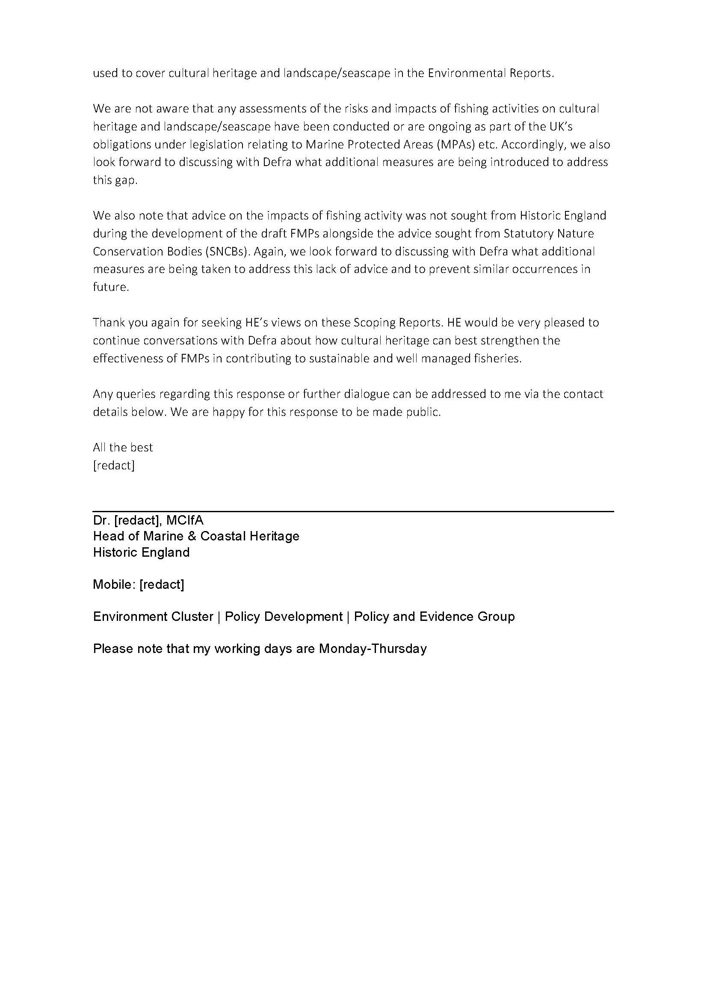 used to cover cultural heritage and landscape/seascape in the Environmental Reports.
We are not aware that any assessments of the risks and impacts of fishing activities on cultural
heritage and landscape/seascape have been conducted or are ongoing as part of the UK’s
obligations under legislation relating to Marine Protected Areas (MPAs) etc. Accordingly, we also
look forward to discussing with Defra what additional measures are being introduced to address
this gap.
We also note that advice on the impacts of fishing activity was not sought from Historic England
during the development of the draft FMPs alongside the advice sought from Statutory Nature
Conservation Bodies (SNCBs). Again, we look forward to discussing with Defra what additional
measures are being taken to address this lack of advice and to prevent similar occurrences in
future.
Thank you again for seeking HE’s views on these Scoping Reports. HE would be very pleased to
continue conversations with Defra about how cultural heritage can best strengthen the
effectiveness of FMPs in contributing to sustainable and well managed fisheries.
Any queries regarding this response or further dialogue can be addressed to me via the contact
details below. We are happy for this response to be made public.
All the best
[redact]
Dr. [redact], MCIfA
Head of Marine & Coastal Heritage
Historic England
Mobile: [redact]
Environment Cluster | Policy Development | Policy and Evidence Group
Please note that my working days are Monday-Thursday